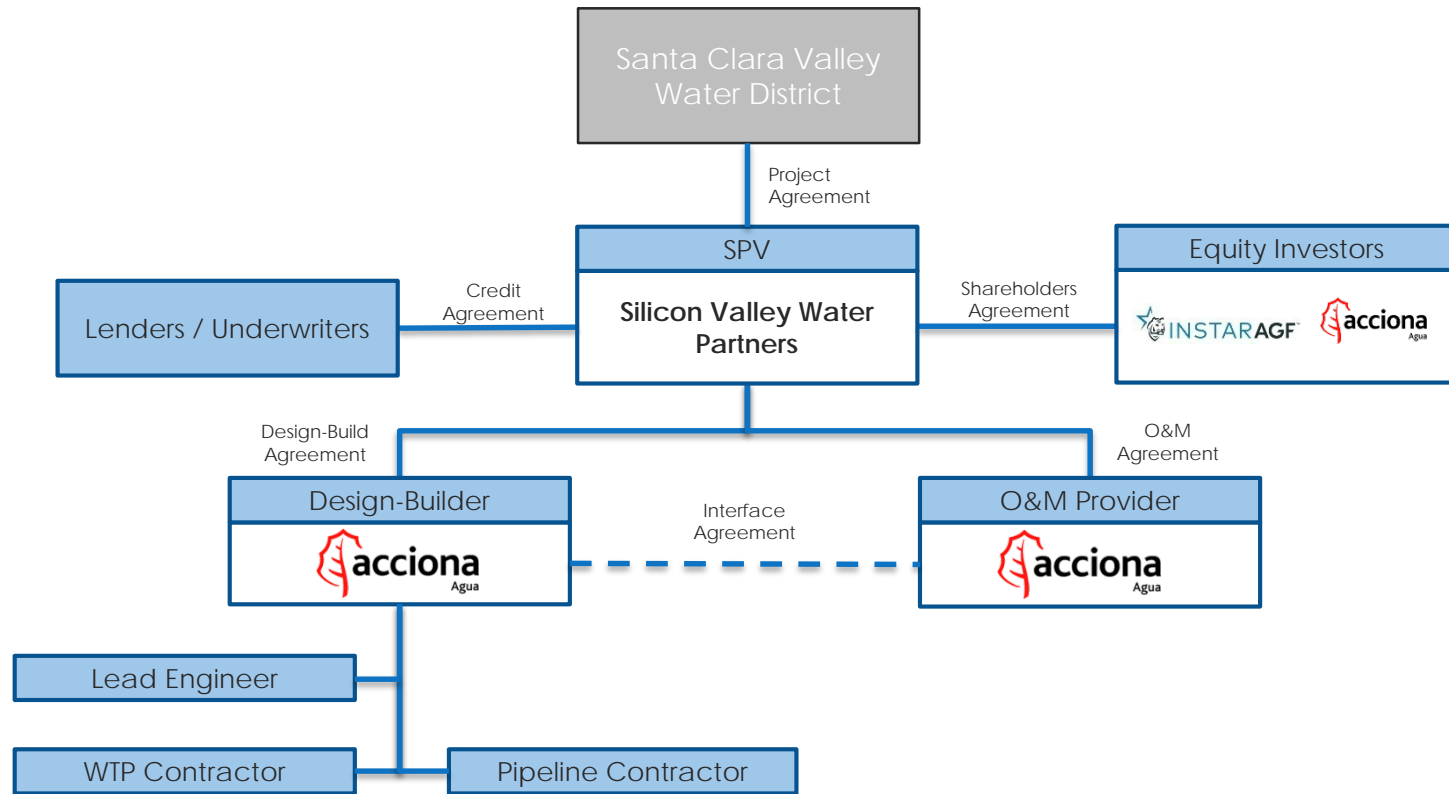 Santa Clara Valley
Water District
Project
Agreement
SPV
Silicon Valley Water
Partners
Equity Investors
INSTARAGF™
acciona
Agua
Lenders / Underwriters
Credit
Agreement
Shareholders
Agreement
Design-Build
Agreement
O&M
Agreement
Design-Builder
acciona
Agua
Interface
Agreement
O&M Provider
acciona
Agua
Lead Engineer
WTP Contractor
Pipeline Contractor